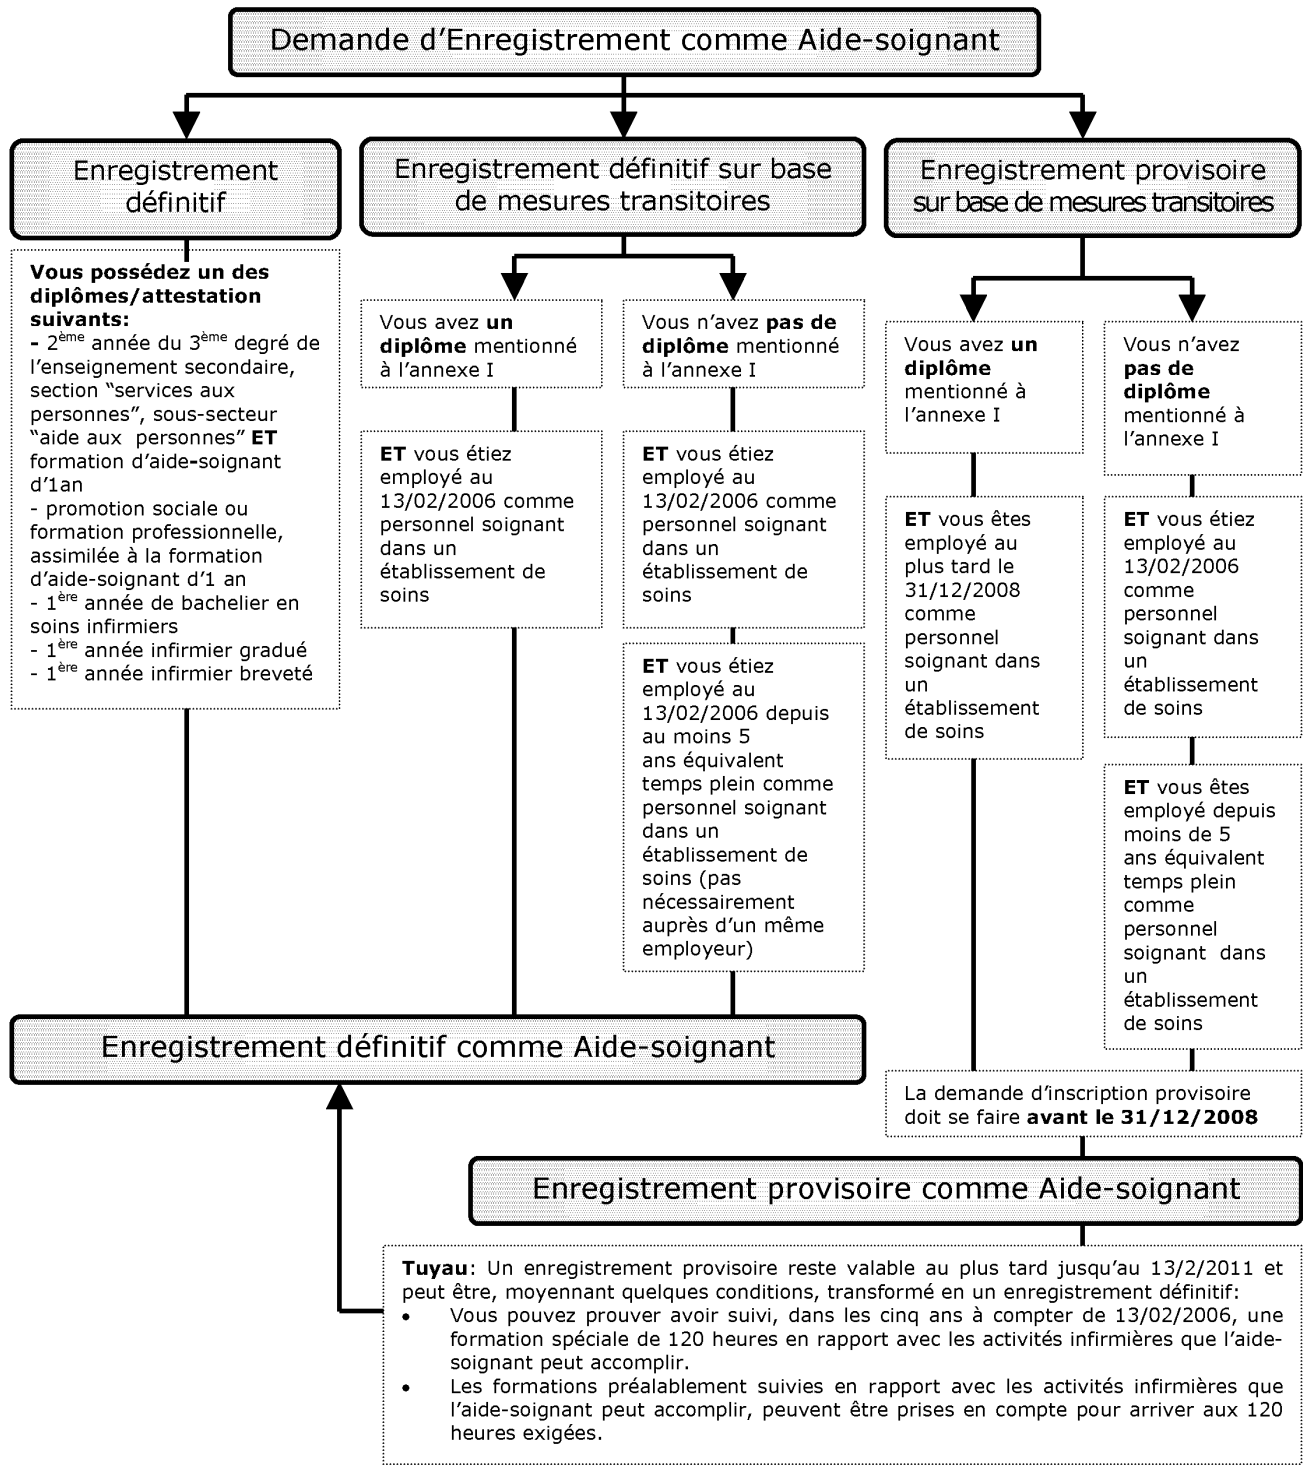 Demande d’Enregistrement comme Aide-soignant
Enregistrement
définitif
Enregistrement définitif sur base
de mesures transitoires
Enregistrement provisoire
sur base de mesures transitoires
Vous possédez un des
diplômes/attestation
suivants:
- 2ème année du 3ème degré de
l’enseignement secondaire,
section “services aux
personnes”, sous-secteur
“aide aux personnes” ET
formation d’aide-soignant
d’1an
- promotion sociale ou
formation professionnelle,
assimilée à la formation
d’aide-soignant d’1 an
- 1ère année de bachelier en
soins infirmiers
- 1ère année infirmier gradué
- 1ère année infirmier breveté
Vous avez un
diplôme mentionné
à l’annexe I
ET vous étiez
employé au
13/02/2006 comme
personnel soignant
dans un
établissement de
soins
Vous n’avez pas de
diplôme mentionné
à l’annexe I
ET vous étiez
employé au
13/02/2006 comme
personnel soignant
dans un
établissement de
soins
ET vous étiez
employé au
13/02/2006 depuis
au moins 5
ans équivalent
temps plein comme
personnel soignant
dans un
établissement de
soins (pas
nécessairement
auprès d’un même
employeur)
Vous avez un
diplôme
mentionné à
l’annexe I
ET vous êtes
employé au
plus tard le
31/12/2008
comme
personnel
soignant dans
un
établissement
de soins
Vous n’avez
pas de
diplôme
mentionné à
l’annexe I
ET vous étiez
employé au
13/02/2006
comme
personnel
soignant dans
un
établissement
de soins
ET vous êtes
employé depuis
moins de 5
ans équivalent
temps plein
comme
personnel
soignant dans
un
établissement
de soins
Enregistrement définitif comme Aide-soignant
La demande d’inscription provisoire
doit se faire avant le 31/12/2008
Enregistrement provisoire comme Aide-soignant
Tuyau: Un enregistrement provisoire reste valable au plus tard jusqu’au 13/2/2011 et
peut être, moyennant quelques conditions, transformé en un enregistrement définitif:
• Vous pouvez prouver avoir suivi, dans les cinq ans à compter de 13/02/2006, une
formation spéciale de 120 heures en rapport avec les activités infirmières que l’aide-
soignant peut accomplir.
• Les formations préalablement suivies en rapport avec les activités infirmières que
l’aide-soignant peut accomplir, peuvent être prises en compte pour arriver aux 120
heures exigées.